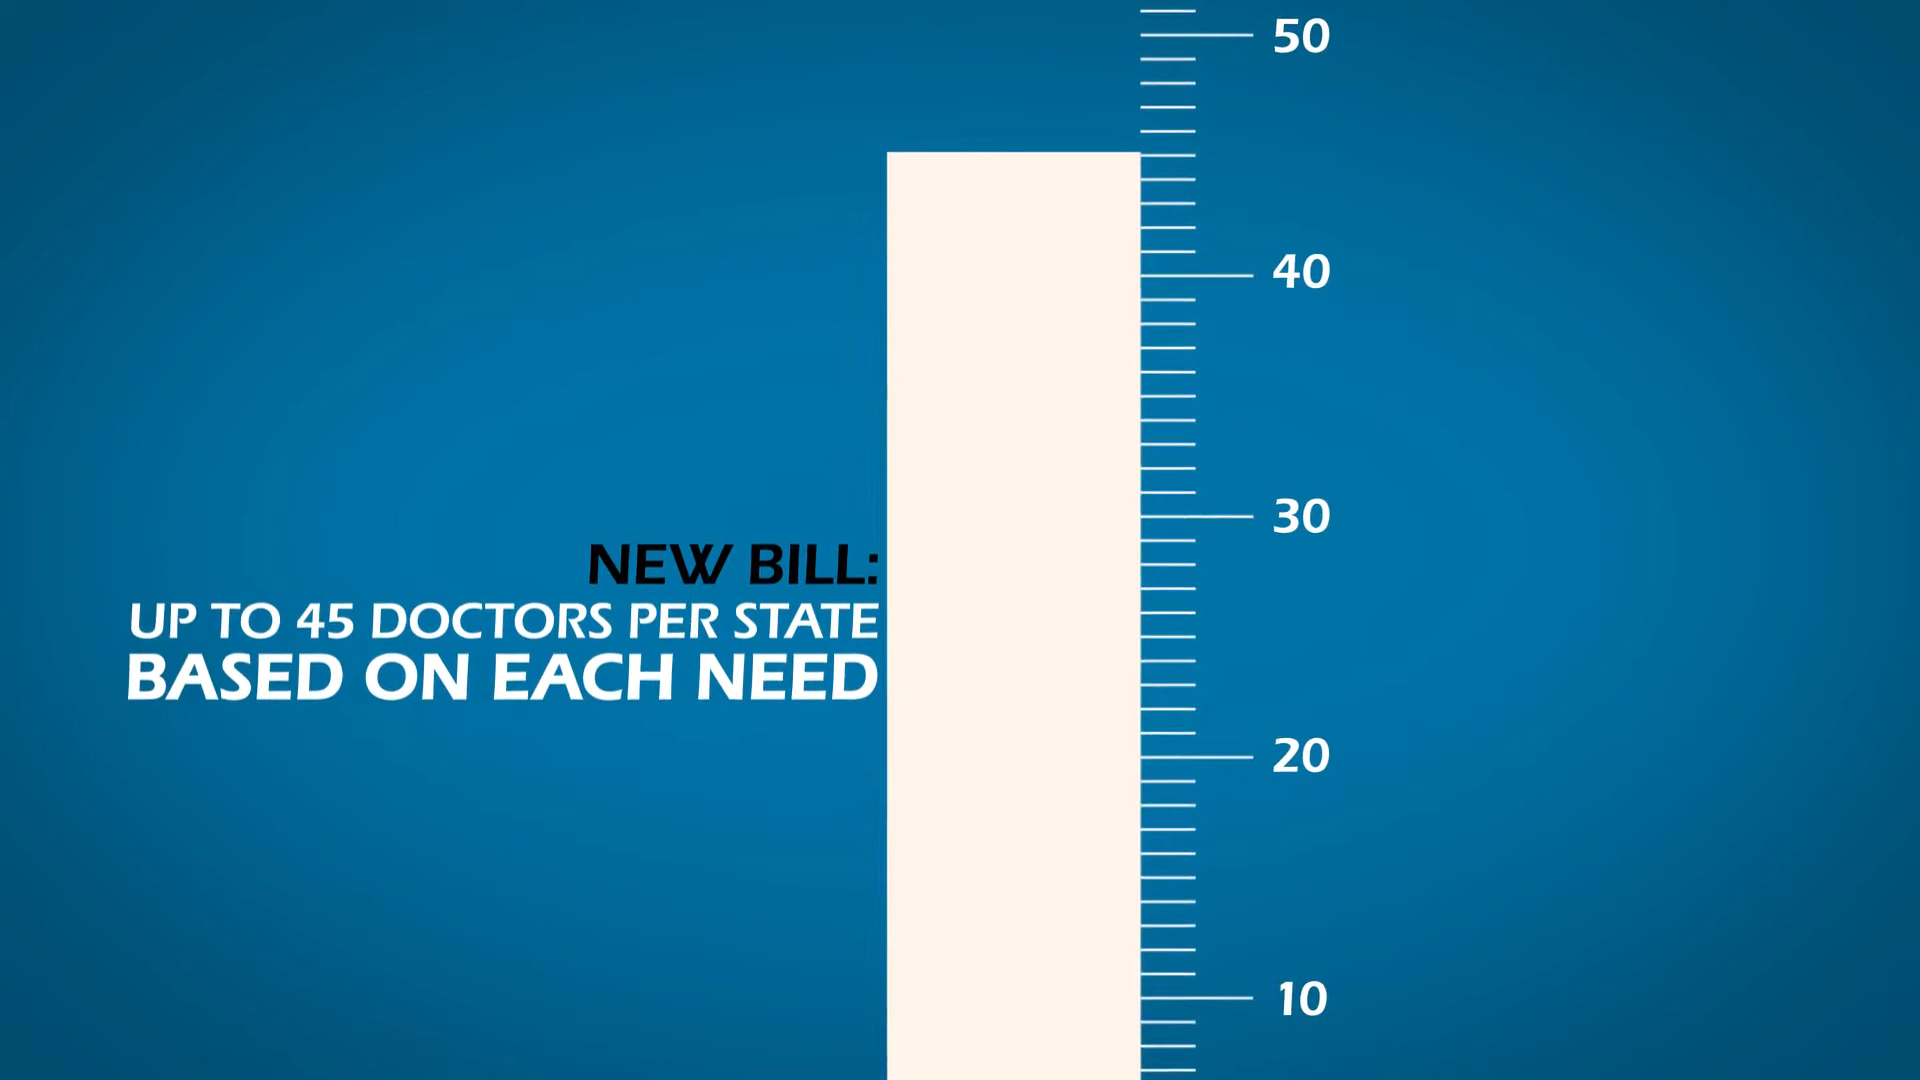 50
40
30
NEW BILL:
UP TO 45 DOCTORS PER STATE
BASED ON EACH NEED
20
10